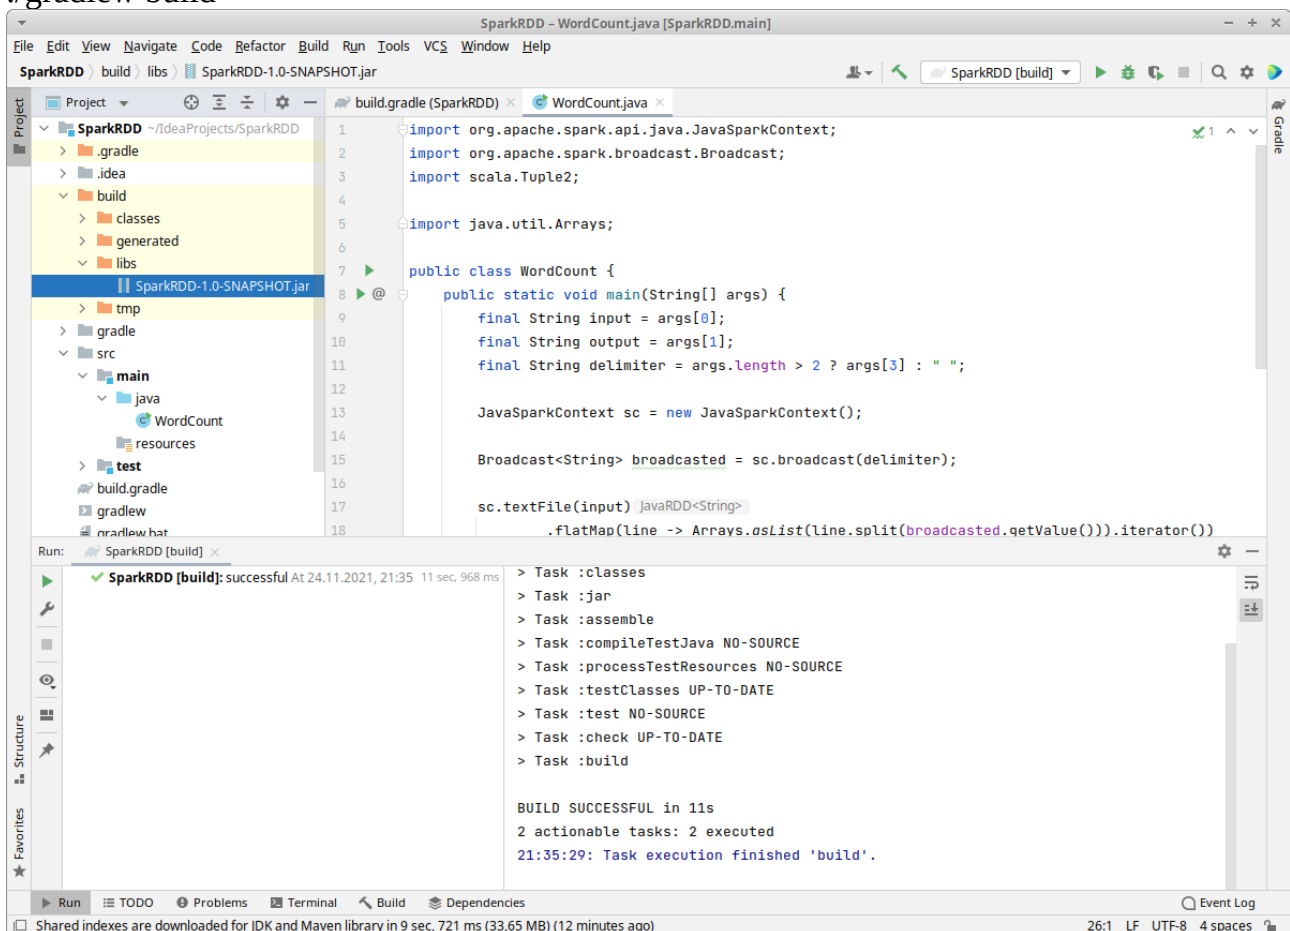 ./gradlew build
SparkRDD – WordCount.java [SparkRDD.main]
File Edit View Navigate Code Refactor Build Run Tools VCS Window Help
SparkRDD build libs SparkRDD-1.0-SNAPSHOT.jar
SparkRDD [build]
Project
build.gradle (SparkRDD)
WordCount.java
Project
SparkRDD ~/IdeaProjects/SparkRDD
.gradle
.idea
build
classes
generated
libs
SparkRDD-1.0-SNAPSHOT.jar
tmp
gradle
src
main
java
WordCount
resources
test
build.gradle
gradlew
gradlew.bat
1 import org.apache.spark.api.java.JavaSparkContext;
2 import org.apache.spark.broadcast.Broadcast;
3 import scala.Tuple2;
4
5 import java.util.Arrays;
6
7 public class WordCount {
8 @ public static void main(String[] args) {
9 final String input = args[0];
10 final String output = args[1];
11 final String delimiter = args.length > 2 ? args[3] : " ";
12
13 JavaSparkContext sc = new JavaSparkContext();
14
15 Broadcast<String> broadcasted = sc.broadcast(delimiter);
16
17 sc.textFile(input) JavaRDD<String>
18 .flatMap(line -> Arrays.asList(line.split(broadcasted.getValue())).iterator())
1
Gradle
Run: SparkRDD [build]
SparkRDD [build]: successful At 24.11.2021, 21:35 11 sec, 968 ms
> Task :classes
> Task :jar
> Task :assemble
> Task :compileTestJava NO-SOURCE
> Task :processTestResources NO-SOURCE
> Task :testClasses UP-TO-DATE
> Task :test NO-SOURCE
> Task :check UP-TO-DATE
> Task :build
BUILD SUCCESSFUL in 11s
2 actionable tasks: 2 executed
21:35:29: Task execution finished 'build'.
Structure
Favorites
Run TODO Problems Terminal Build Dependencies Event Log
Shared indexes are downloaded for JDK and Maven library in 9 sec, 721 ms (33.65 MB) (12 minutes ago) 26:1 LF UTF-8 4 spaces